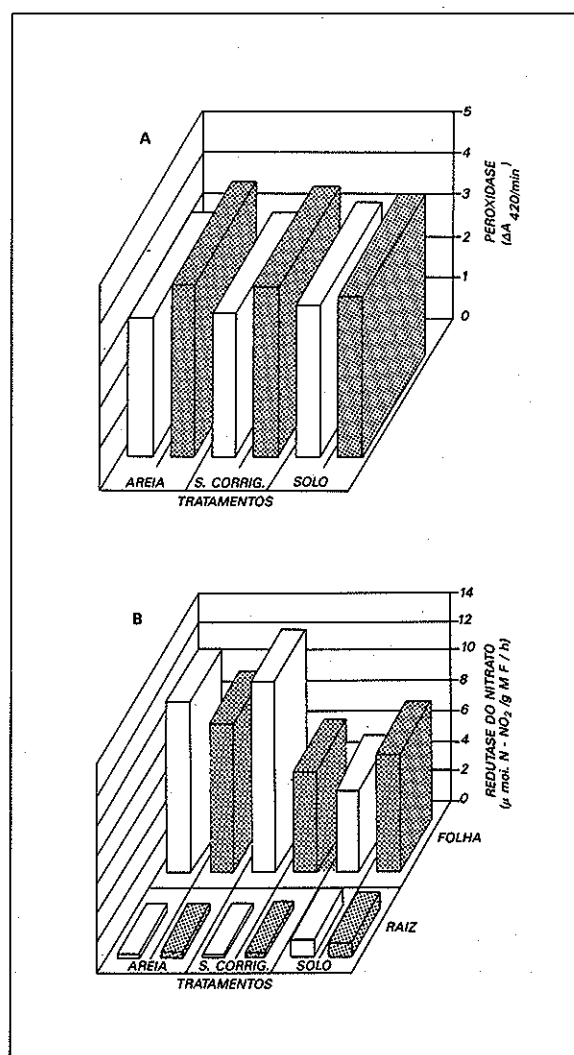 A
5
4
3
2
1
0
PEROXIDASE
(ΔA 420/min)
AREIA
S. CORRIG.
SOLO
TRATAMENTOS
B
14
12
10
8
6
4
2
0
REDUTASE DO NITRATO
(μ moi. N - NO2 /g M F / h)
FOLHA
RAIZ
AREIA
S. CORRIG.
SOLO
TRATAMENTOS